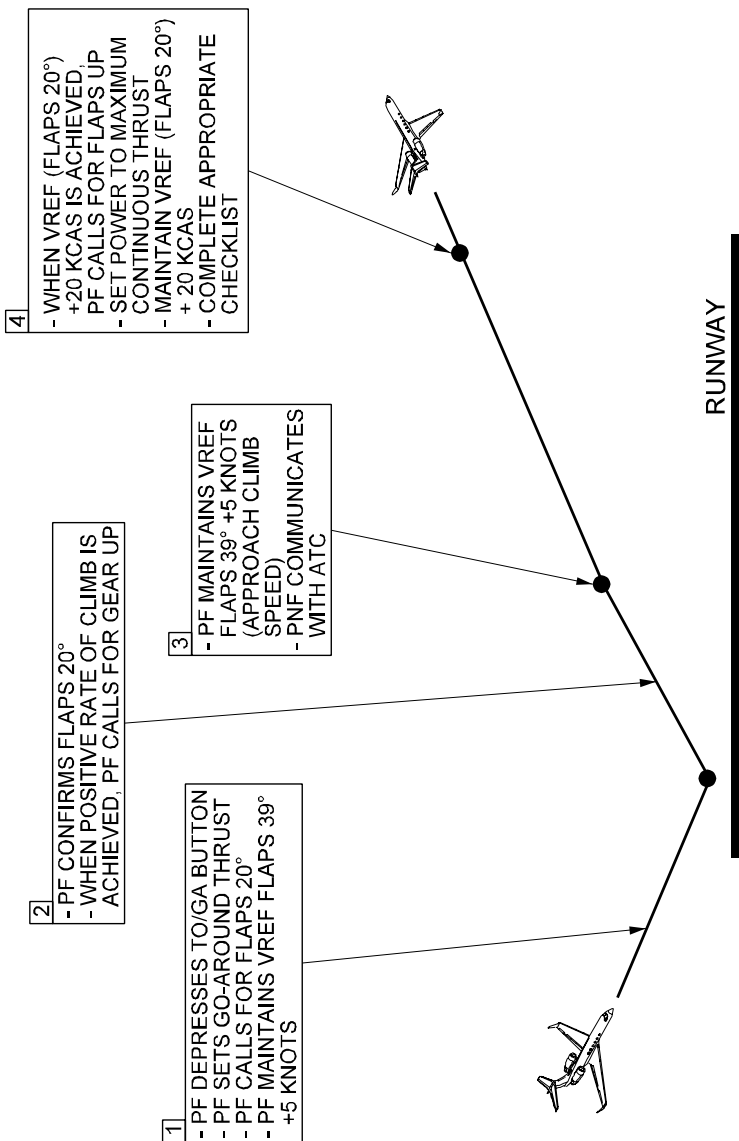 1
- PF DEPRESSES TO/GA BUTTON
- PF SETS GO-AROUND THRUST
- PF CALLS FOR FLAPS 20°
- PF MAINTAINS VREF FLAPS 39°
+5 KNOTS
2
- PF CONFIRMS FLAPS 20°
- WHEN POSITIVE RATE OF CLIMB IS
ACHIEVED, PF CALLS FOR GEAR UP
3
- PF MAINTAINS VREF
FLAPS 39° +5 KNOTS
(APPROACH CLIMB
SPEED)
- PNF COMMUNICATES
WITH ATC
4
- WHEN VREF (FLAPS 20°)
+20 KCAS IS ACHIEVED,
PF CALLS FOR FLAPS UP
- SET POWER TO MAXIMUM
CONTINUOUS THRUST
- MAINTAIN VREF (FLAPS 20°)
+ 20 KCAS
- COMPLETE APPROPRIATE
CHECKLIST
RUNWAY